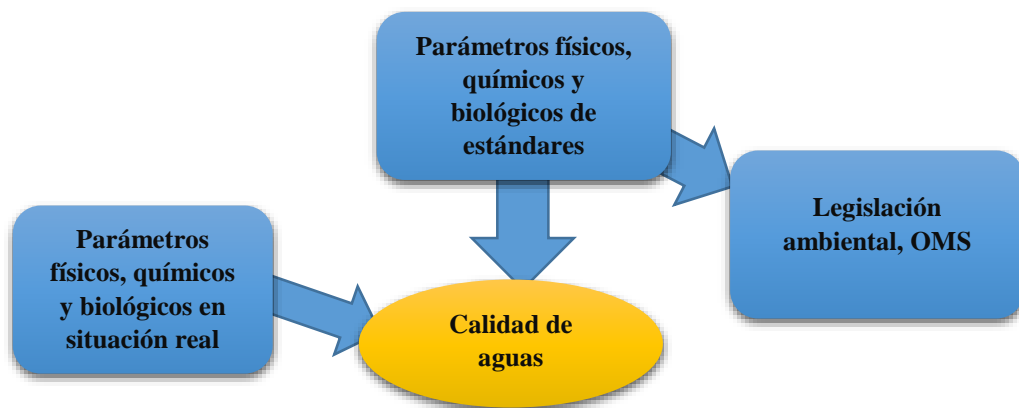 Parámetros físicos,
químicos y
biológicos de
estándares
Legislación
ambiental, OMS
Parámetros
físicos, químicos
y biológicos en
situación real
Calidad de
aguas